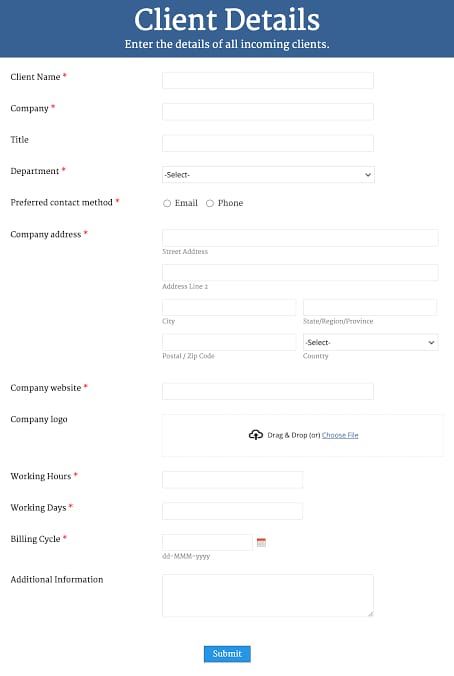 Client Details
Enter the details of all incoming clients.
Client Name *
Company *
Title
Department *
-Select-
Preferred contact method *
Email Phone
Company address *
Street Address
Address Line 2
City State/Region/Province
-Select-
Postal / Zip Code Country
Company website *
Company logo
Drag & Drop (or) Choose File
Working Hours *
Working Days *
Billing Cycle *
dd-MMM-yyyy
Additional Information
Submit